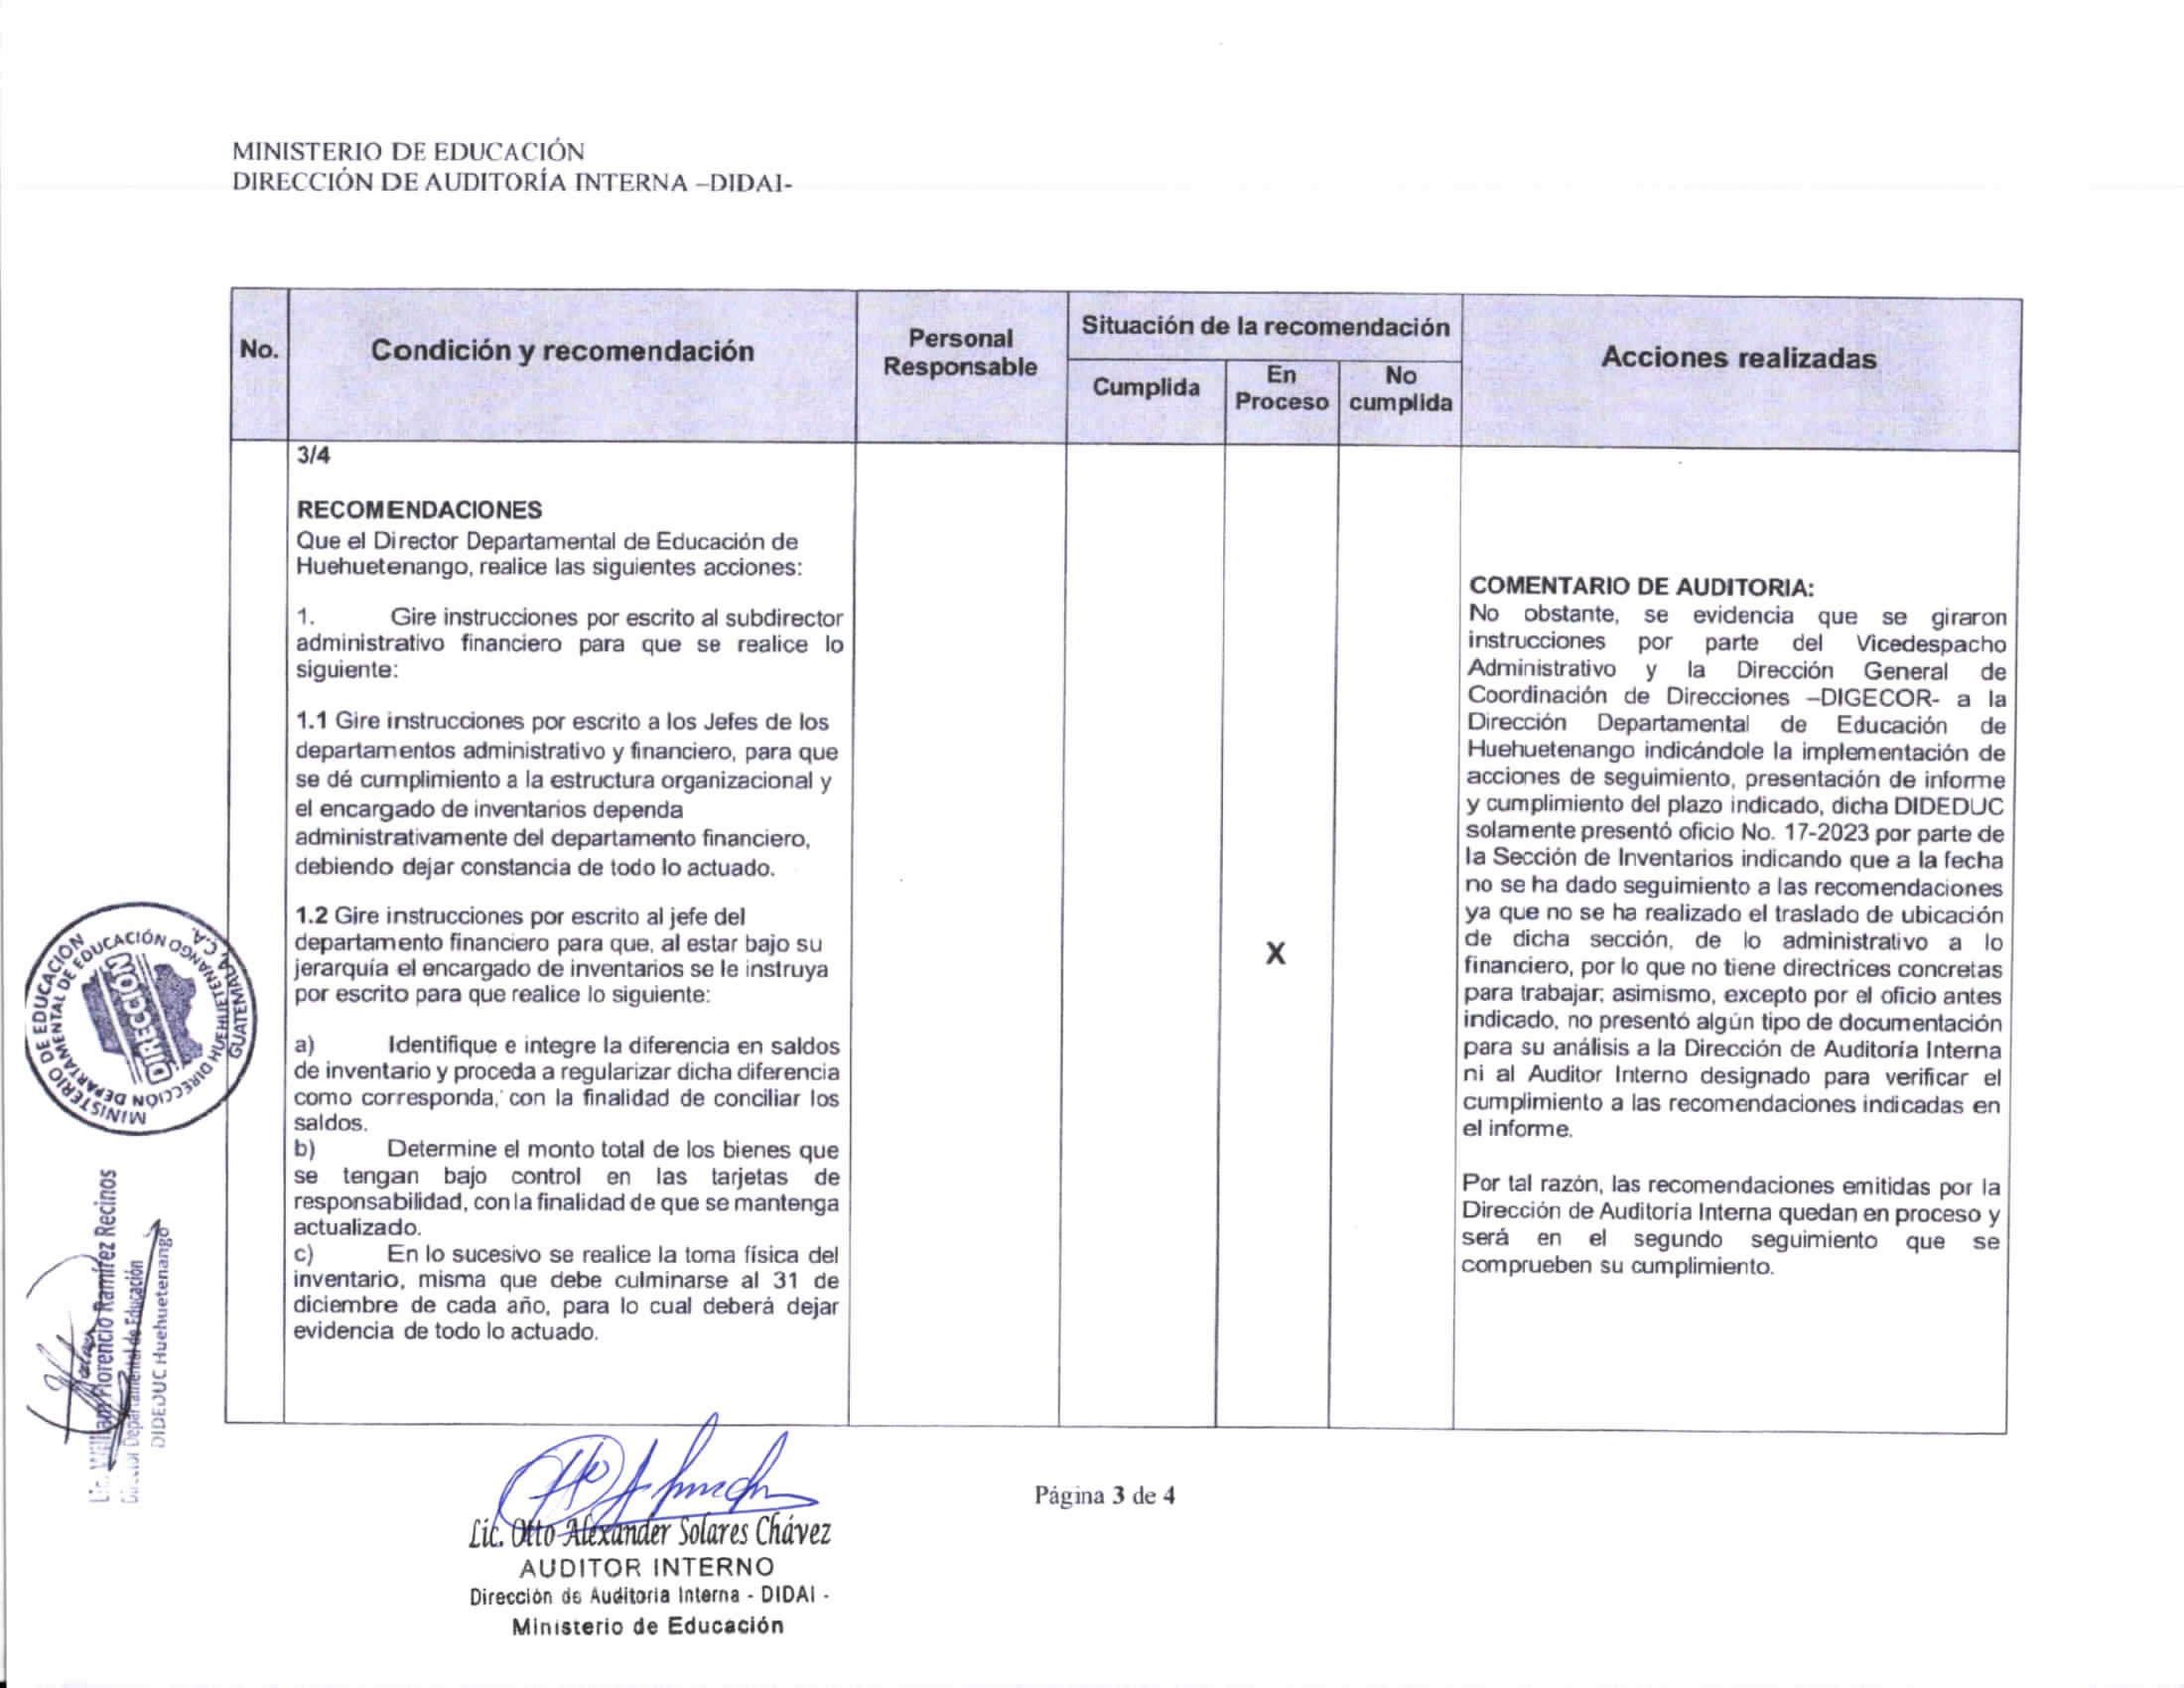 MINISTERIO DE EDUCACIÓN
DIRECCIÓN DE AUDITORÍA INTERNA –DIDAI-
No.
Condición y recomendación
Personal
Responsable
Situación de la recomendación
Cumplida
En
Proceso
No
cumplida
Acciones realizadas
3/4
RECOMENDACIONES
Que el Director Departamental de Educación de
Huehuetenango, realice las siguientes acciones:
1. Gire instrucciones por escrito al subdirector
administrativo financiero para que se realice lo
siguiente:
1.1 Gire instrucciones por escrito a los Jefes de los
departamentos administrativo y financiero, para que
se dé cumplimiento a la estructura organizacional y
el encargado de inventarios dependa
administrativamente del departamento financiero,
debiendo dejar constancia de todo lo actuado.
1.2 Gire instrucciones por escrito al jefe del
departamento financiero para que, al estar bajo su
jerarquía el encargado de inventarios se le instruya
por escrito para que realice lo siguiente:
a) Identifique e integre la diferencia en saldos
de inventario y proceda a regularizar dicha diferencia
como corresponda, con la finalidad de conciliar los
saldos.
b) Determine el monto total de los bienes que
se tengan bajo control en las tarjetas de
responsabilidad, con la finalidad de que se mantenga
actualizado.
c) En lo sucesivo se realice la toma física del
inventario, misma que debe culminarse al 31 de
diciembre de cada año, para lo cual deberá dejar
evidencia de todo lo actuado.
X
COMENTARIO DE AUDITORIA:
No obstante, se evidencia que se giraron
instrucciones por parte del Vicedespacho
Administrativo y la Dirección General de
Coordinación de Direcciones –DIGECOR- a la
Dirección Departamental de Educación de
Huehuetenango indicándole la implementación de
acciones de seguimiento, presentación de informe
y cumplimiento del plazo indicado, dicha DIDEDUC
solamente presentó oficio No. 17-2023 por parte de
la Sección de Inventarios indicando que a la fecha
no se ha dado seguimiento a las recomendaciones
ya que no se ha realizado el traslado de ubicación
de dicha sección, de lo administrativo a lo
financiero, por lo que no tiene directrices concretas
para trabajar; asimismo, excepto por el oficio antes
indicado, no presentó algún tipo de documentación
para su análisis a la Dirección de Auditoría Interna
ni al Auditor Interno designado para verificar el
cumplimiento a las recomendaciones indicadas en
el informe.
Por tal razón, las recomendaciones emitidas por la
Dirección de Auditoría Interna quedan en proceso y
será en el segundo seguimiento que se
comprueben su cumplimiento.
MINISTERIO DE EDUCACIÓN
DIRECCIÓN DEPARTAMENTAL DE EDUCACIÓN
HUEHUETENANGO
GUATEMALA, C.A.
DIRECCIÓN
Lic. William Florencio Ramírez Recinos
Director Departamental de Educación
DIDEDUC Huehuetenango
Página 3 de 4
Lic. Otto Alexander Solares Chávez
AUDITOR INTERNO
Dirección de Auditoria Interna - DIDAI -
Ministerio de Educación